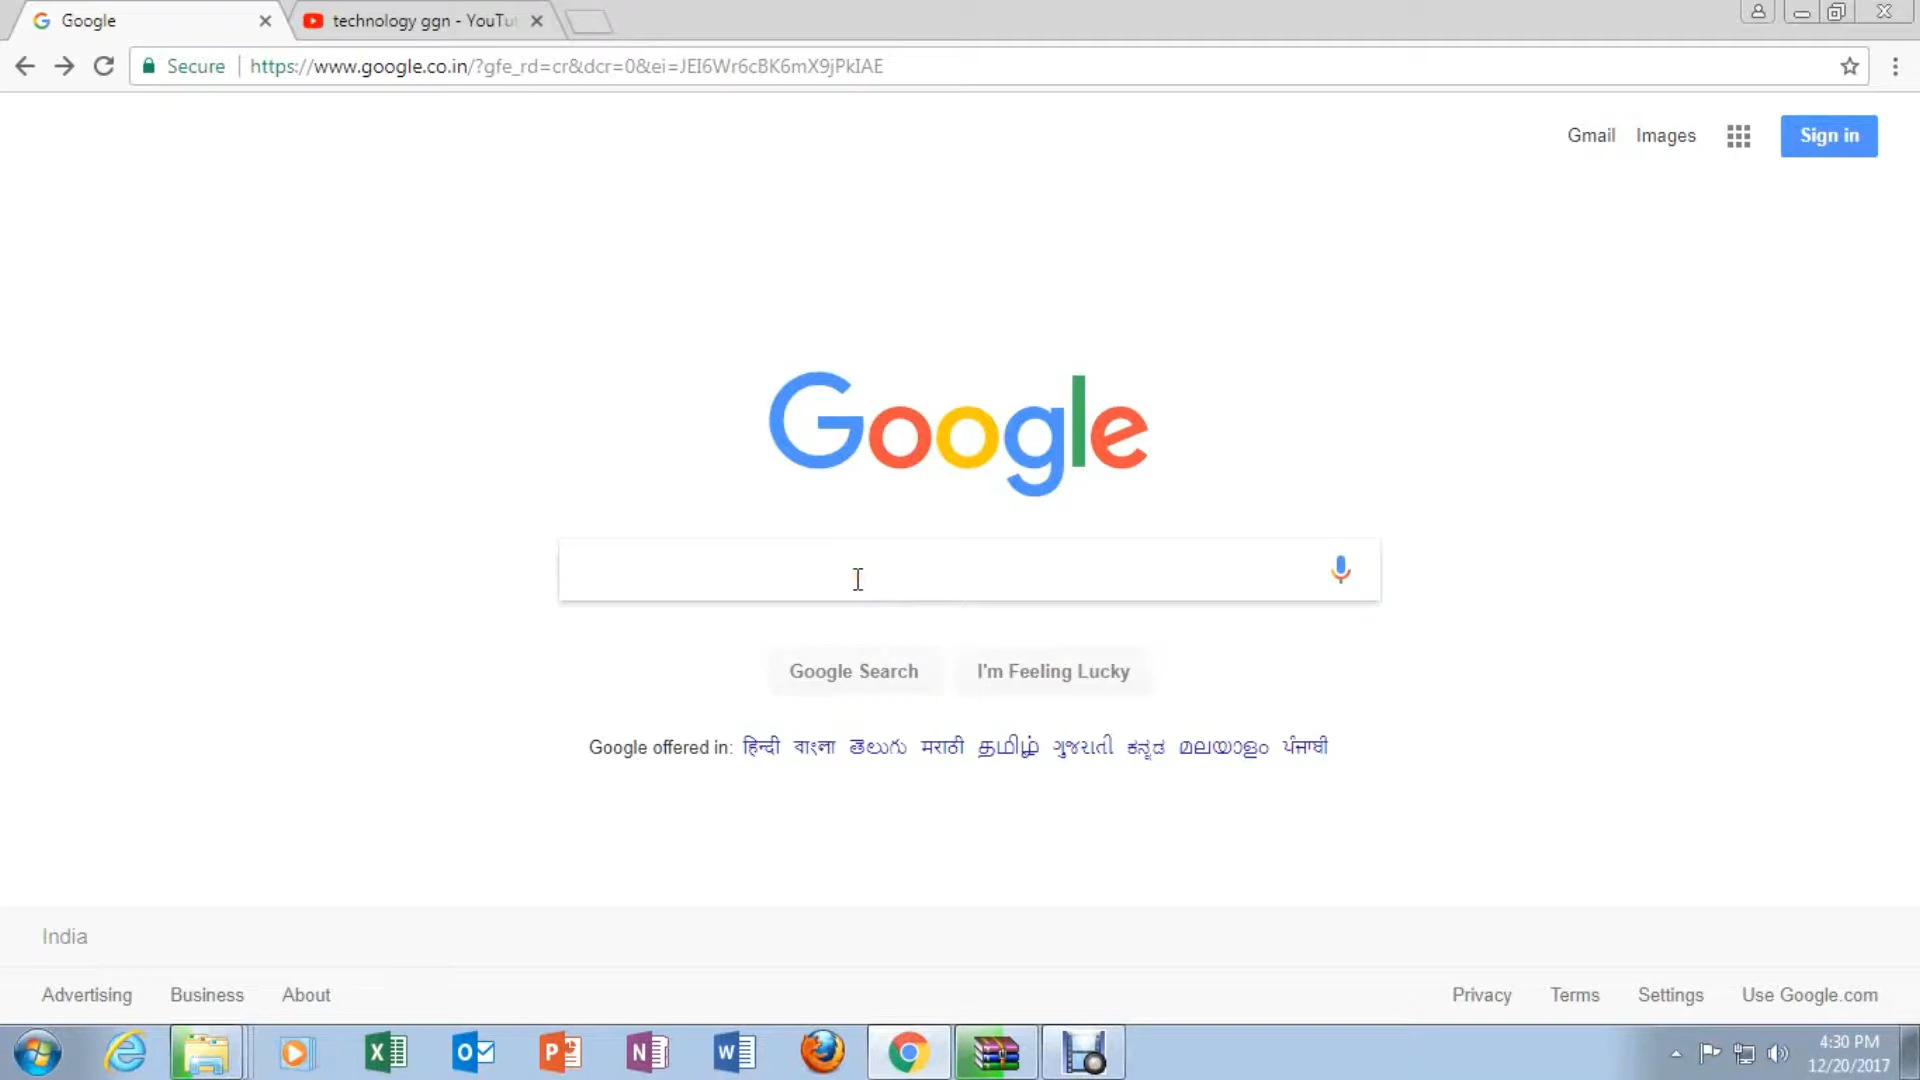 Google
technology ggn - YouTu
Secure
https://www.google.co.in/?gfe_rd=cr&dcr=0&ei=JEI6Wr6cBK6mX9jPkIAE
Gmail Images Sign in
Google
Google Search I'm Feeling Lucky
Google offered in: हिन्दी বাংলা తెలుగు मराठी தமிழ் ગુજરાતી ಕನ್ನಡ മലയാളം ਪੰਜਾਬੀ
India
Advertising Business About Privacy Terms Settings Use Google.com
4:30 PM
12/20/2017